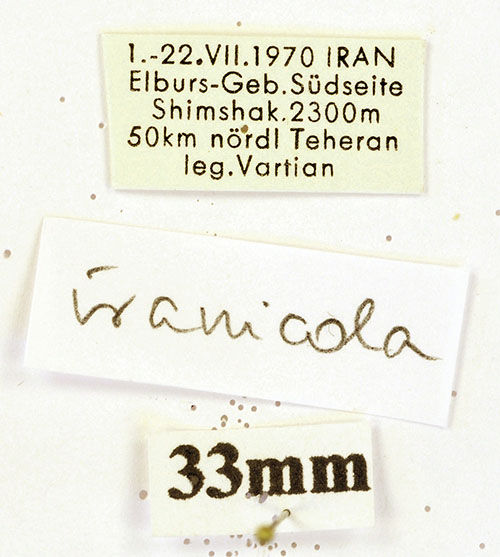 1.-22.VII.1970 IRAN
Elburs-Geb.Südseite
Shimshak.2300m
50km nördl Teheran
leg.Vartian
iranicola
33mm